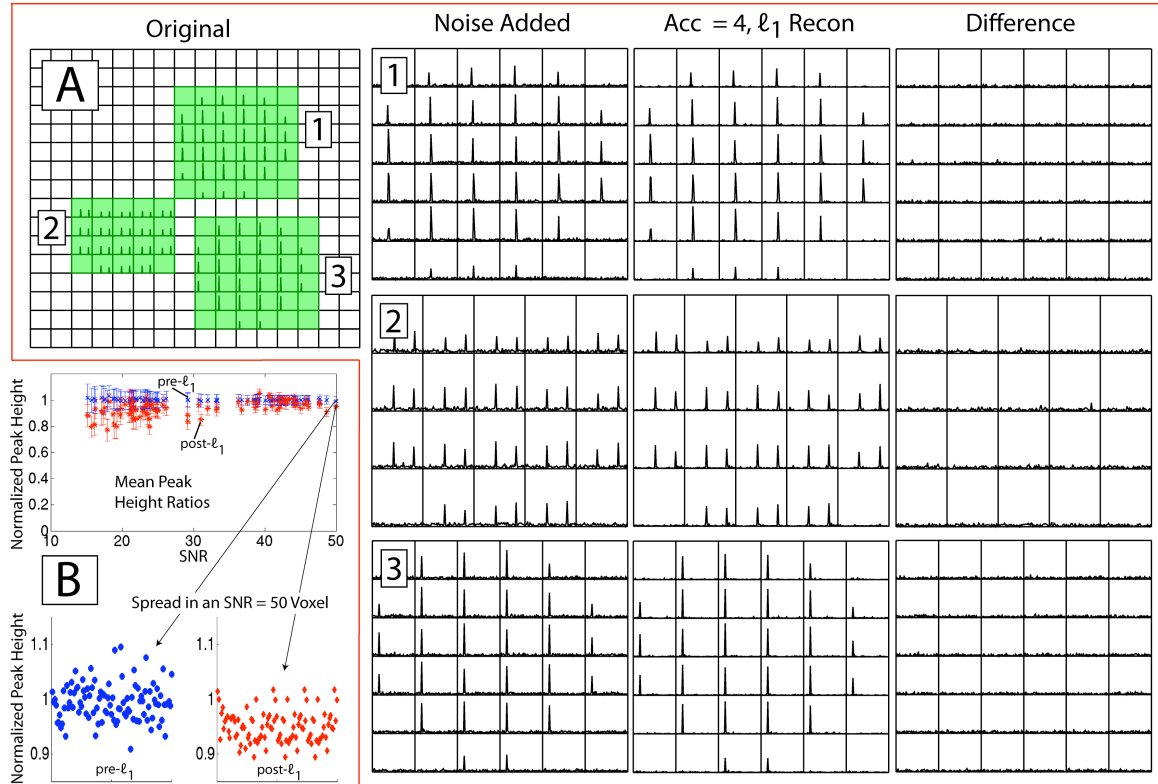 Original
Noise Added
Acc = 4, ℓ1 Recon
Difference
A
1
2
3
1
2
3
Normalized Peak Height
1
0.8
0.6
0.4
0.2
0
pre-ℓ1
post-ℓ1
Mean Peak
Height Ratios
10
20
30
40
50
SNR
B
Spread in an SNR = 50 Voxel
Normalized Peak Height
1.1
1
0.9
pre-ℓ1
1.1
1
0.9
post-ℓ1